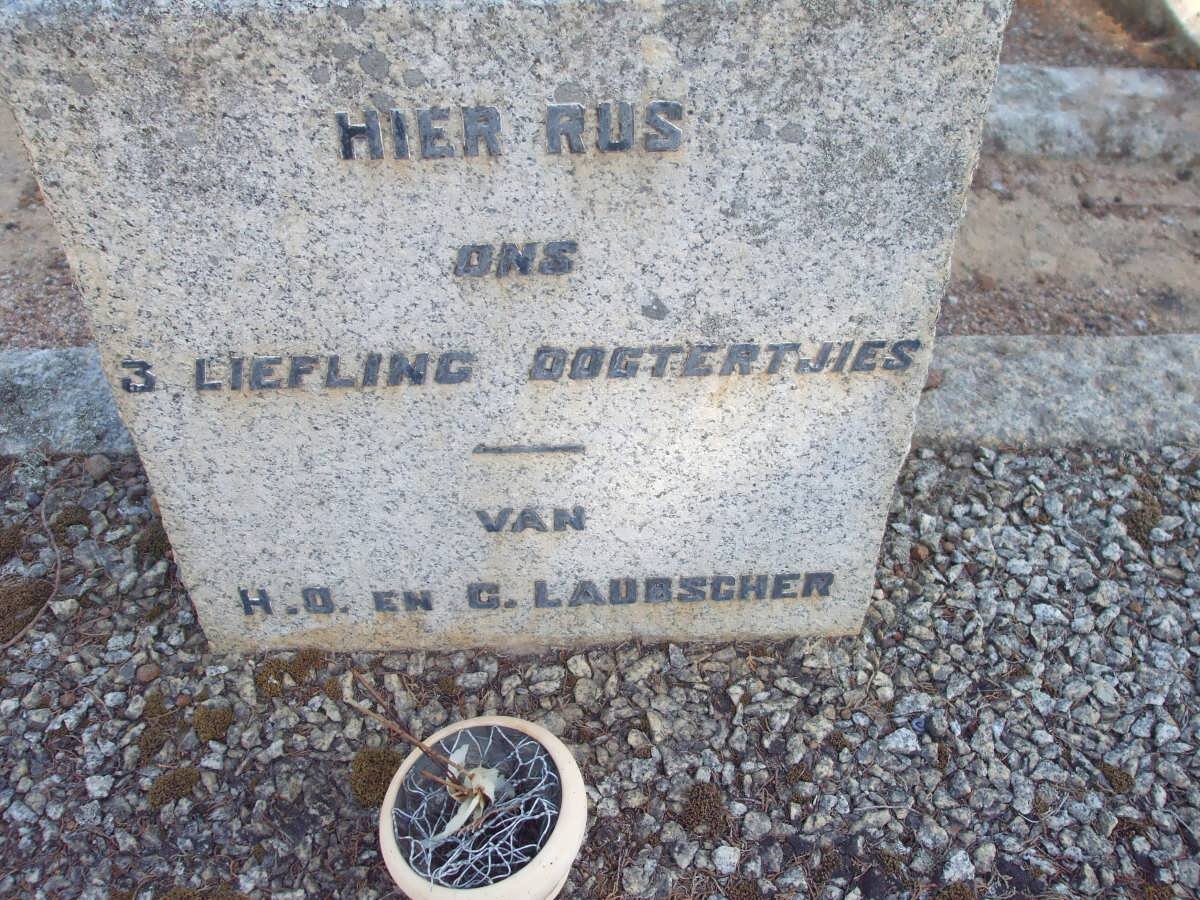 HIER RUS
ONS
3 LIEFLING DOGTERTJIES
—
VAN
H.O. EN C. LAUBSCHER